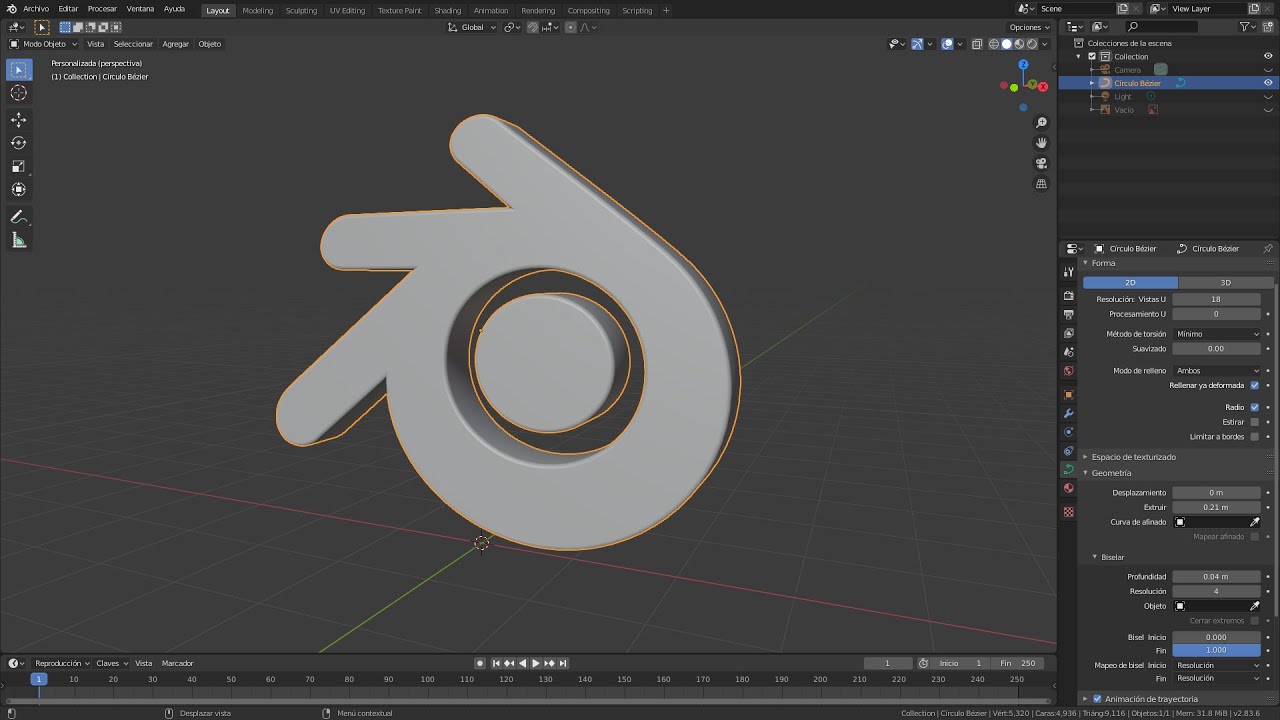 Archivo Editar Procesar Ventana Ayuda Layout Modeling Sculpting UV Editing Texture Paint Shading Animation Rendering Compositing Scripting + Scene View Layer
Global Opciones
Modo Objeto Vista Seleccionar Agregar Objeto
Personalizada (perspectiva)
(1) Collection | Círculo Bézier
Z
Y
X
Colecciones de la escena
Collection
Camera
Círculo Bézier
Light
Vacío
Círculo Bézier Círculo Bézier
Forma
2D 3D
Resolución: Vistas U 18
Procesamiento U 0
Método de torsión Mínimo
Suavizado 0.00
Modo de relleno Ambos
Rellenar ya deformada
Radio
Estirar
Limitar a bordes
Espacio de texturizado
Geometría
Desplazamiento 0 m
Extruir 0.21 m
Curva de afinado
Mapear afinado
Biselar
Profundidad 0.04 m
Resolución 4
Objeto
Cerrar extremos
Bisel Inicio 0.000
Fin 1.000
Mapeo de bisel Inicio Resolución
Fin Resolución
Animación de trayectoria
Reproducción Claves Vista Marcador 1 Inicio 1 Fin 250
1 10 20 30 40 50 60 70 80 90 100 110 120 130 140 150 160 170 180 190 200 210 220 230 240 250
Desplazar vista Menú contextual Collection | Círculo Bézier | Vért:5,320 | Caras:4,936 | Triáng:9,116 | Objetos:1/1 | Mem: 31.8 MiB | v2.83.6